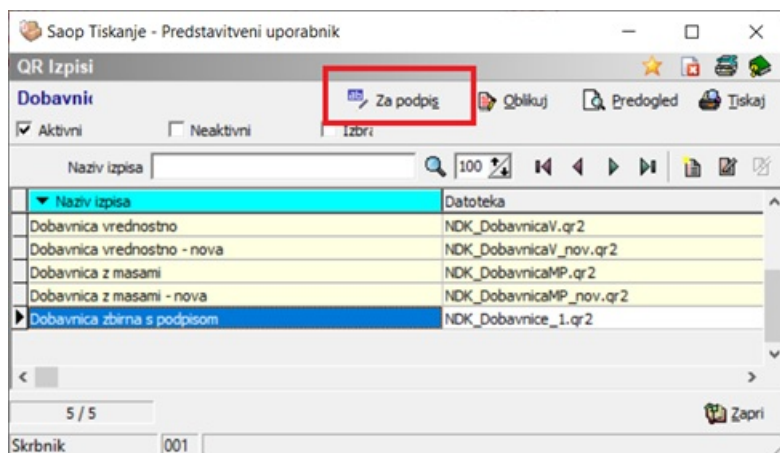 Saop Tiskanje - Predstavitveni uporabnik
QR Izpisi
Dobavnic Za podpis Oblikuj Predogled Tiskaj
Aktivni Neaktivni
Naziv izpisa 100
Naziv izpisa Datoteka
Dobavnica vrednostno NDK_DobavnicaV.qr2
Dobavnica vrednostno - nova NDK_DobavnicaV_nov.qr2
Dobavnica z masami NDK_DobavnicaMP.qr2
Dobavnica z masami - nova NDK_DobavnicaMP_nov.qr2
Dobavnica zbirna s podpisom NDK_Dobavnice_1.qr2
5 / 5 Zapri
Skrbnik 001